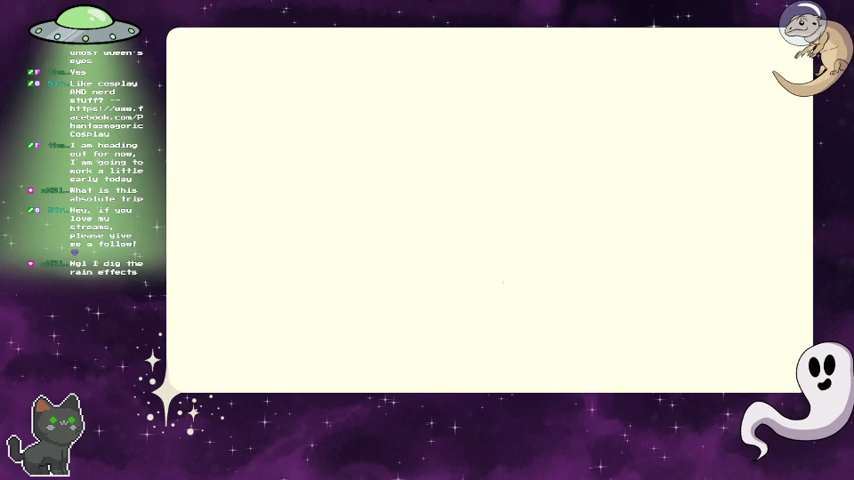 ghost queen's
eyes
Yes
Like cosplay
AND nerd
stuff? --
https://www.f
acebook.com/P
hantasmagoric
Cosplay
I am heading
out for now,
I am going to
work a little
early today
What is this
absolute trip
Hey, if you
love my
streams,
please give
me a follow!
Ngl I dig the
rain effects